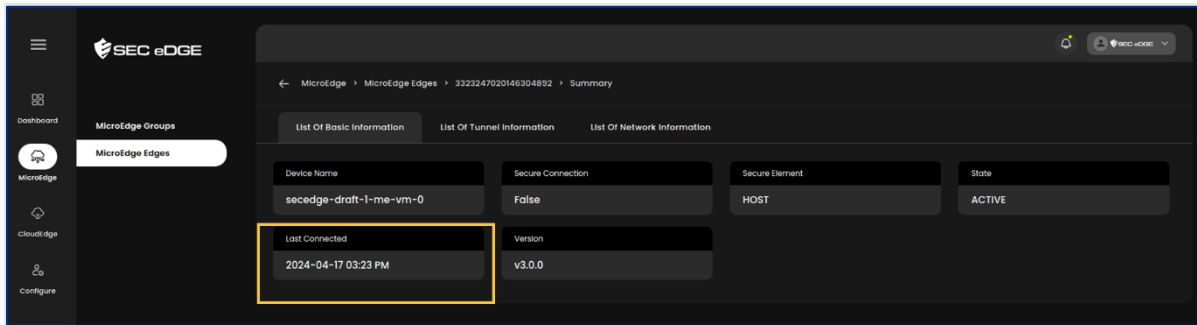 SEC eDGE
SEC eDGE
MicroEdge > MicroEdge Edges > 3323247020146304892 > Summary
Dashboard
MicroEdge Groups
List Of Basic Information List Of Tunnel Information List Of Network Information
MicroEdge Edges
MicroEdge
Device Name Secure Connection Secure Element State
secedge-draft-1-me-vm-0 False HOST ACTIVE
CloudEdge
Last Connected Version
2024-04-17 03:23 PM v3.0.0
Configure